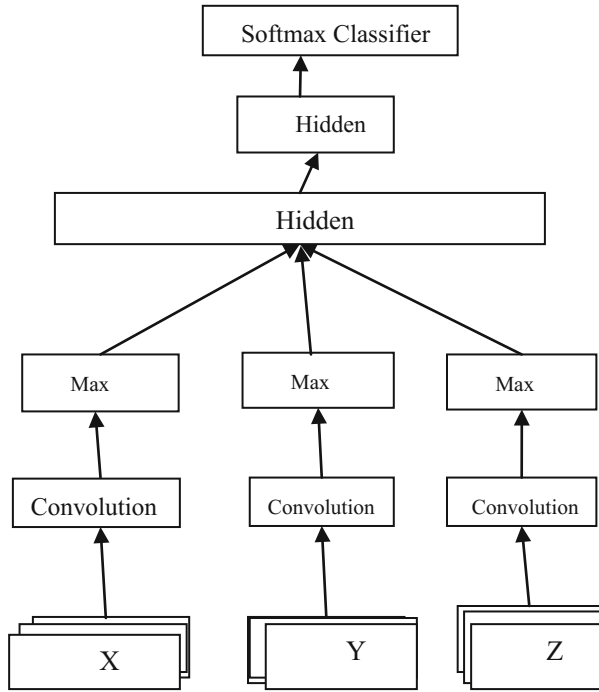 Softmax Classifier
Hidden
Hidden
Max Max Max
Convolution Convolution Convolution
X Y Z